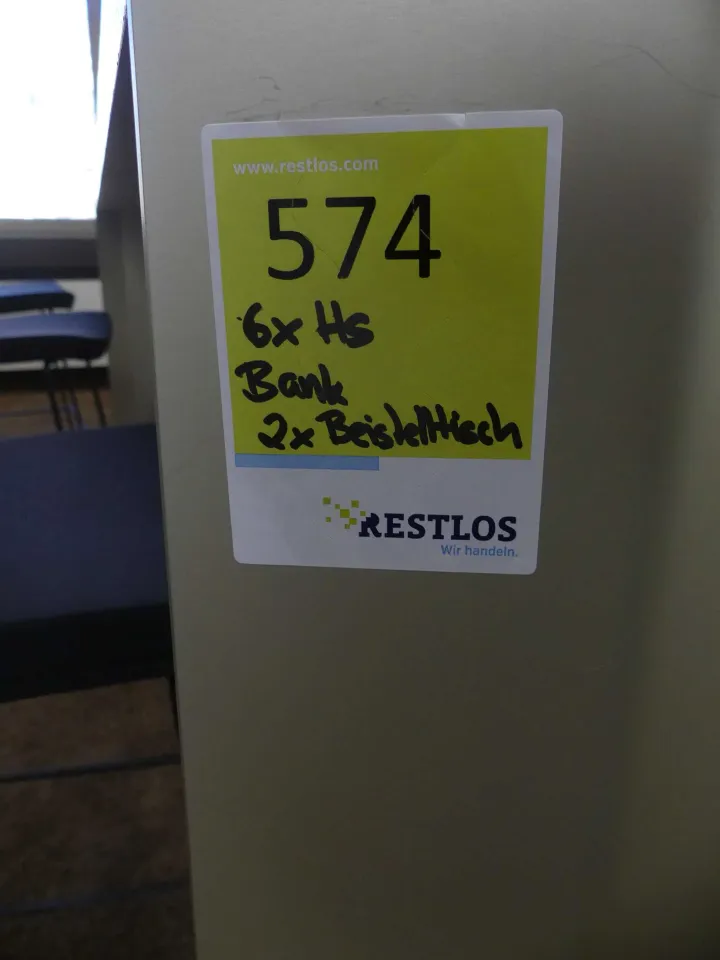 www.restlos.com
574
6x Hs
Bank
2x Beistelltisch
RESTLOS
Wir handeln.